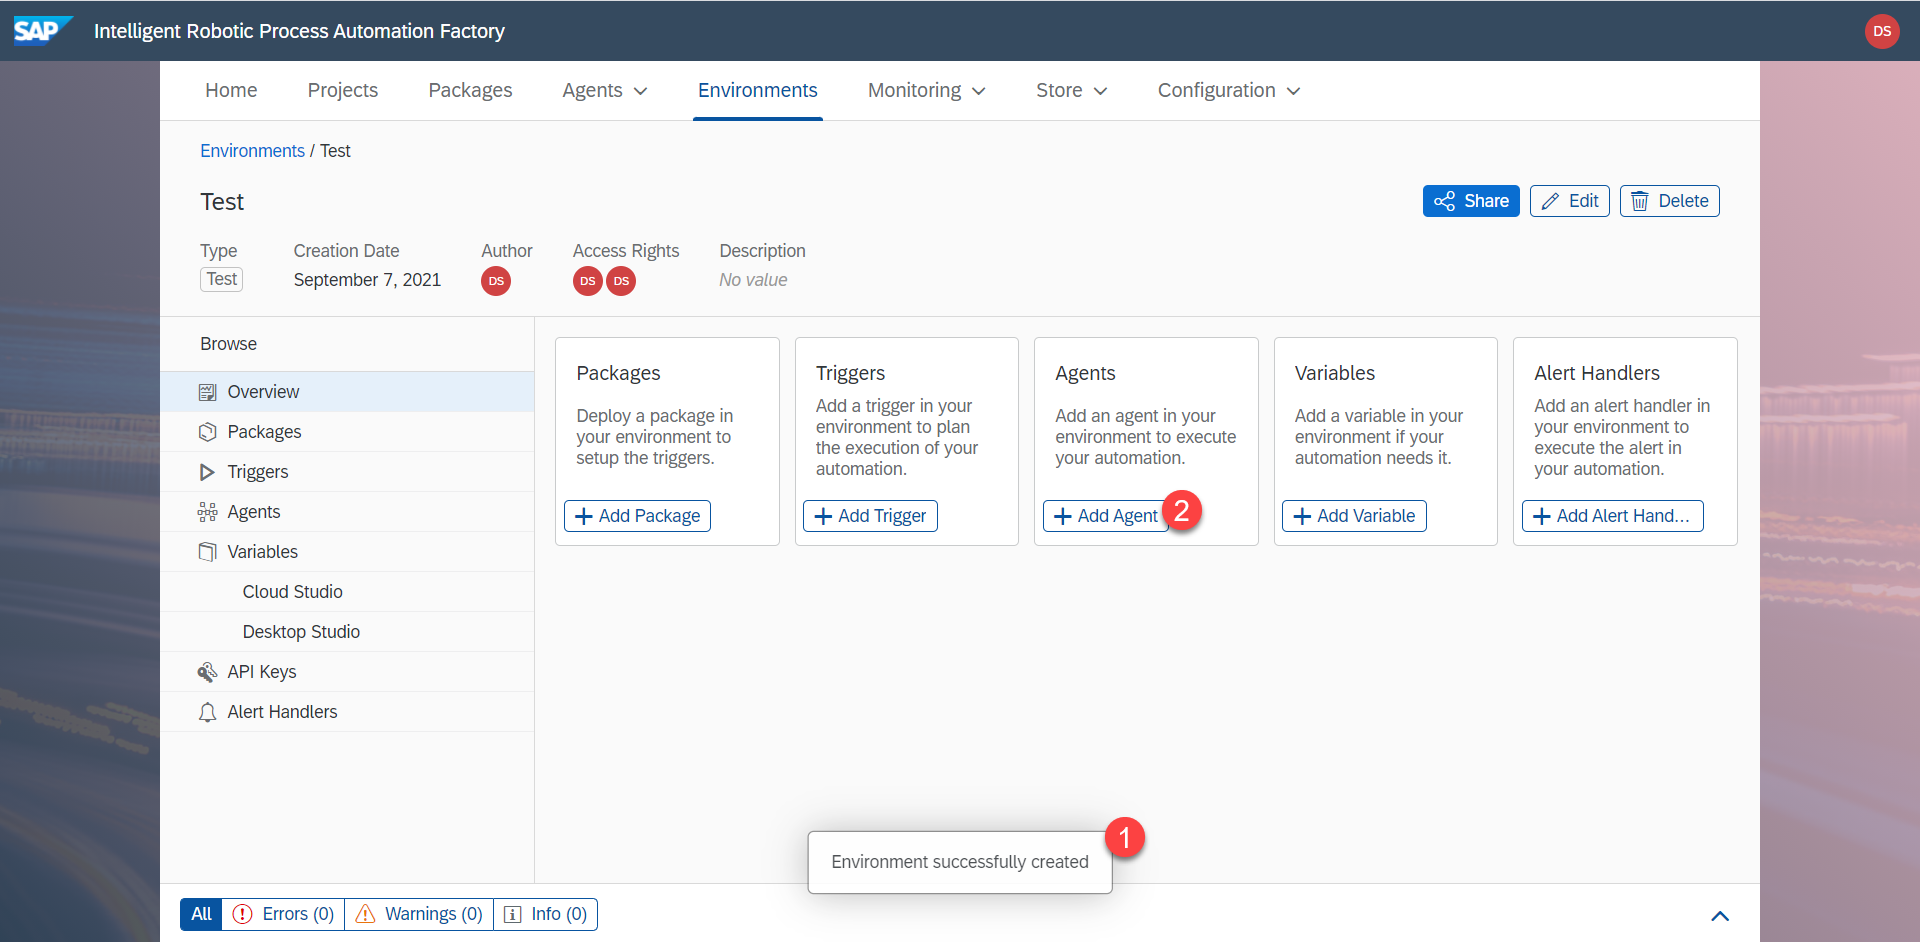 SAP Intelligent Robotic Process Automation Factory DS
Home Projects Packages Agents Environments Monitoring Store Configuration
Environments / Test
Test
Share Edit Delete
Type Creation Date Author Access Rights Description
Test September 7, 2021 DS DS DS No value
Browse
Overview
Packages
Triggers
Agents
Variables
Cloud Studio
Desktop Studio
API Keys
Alert Handlers
Packages
Deploy a package in
your environment to
setup the triggers.
Add Package
Triggers
Add a trigger in your
environment to plan
the execution of your
automation.
Add Trigger
Agents
Add an agent in your
environment to execute
your automation.
Add Agent 2
Variables
Add a variable in your
environment if your
automation needs it.
Add Variable
Alert Handlers
Add an alert handler in
your environment to
execute the alert in
your automation.
Add Alert Hand...
1
Environment successfully created
All Errors (0) Warnings (0) Info (0)